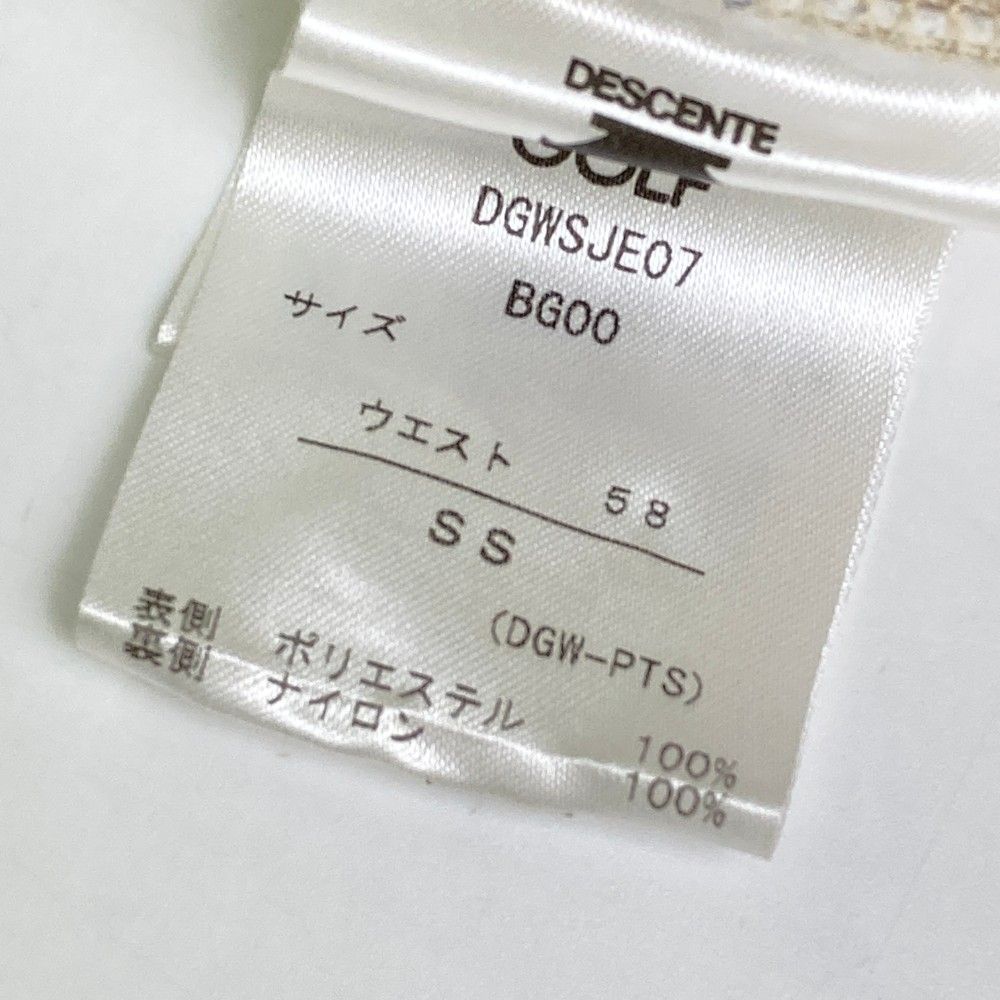 DESCENTE
GOLF
DGWSJE07
BG00
サイズ
ウエスト 58
SS
(DGW-PTS)
表側 ポリエステル 100%
裏側 ナイロン 100%